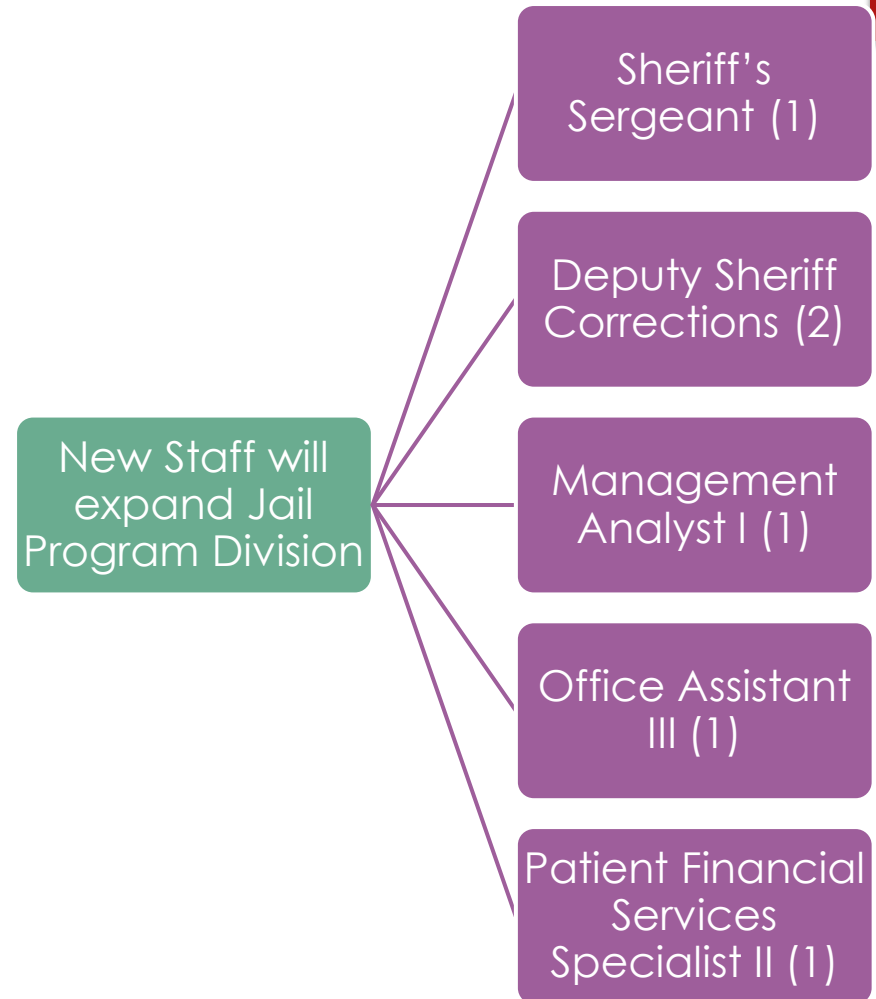 Sheriff’s
Sergeant (1)
Deputy Sheriff
Corrections (2)
New Staff will
expand Jail
Program Division
Management
Analyst I (1)
Office Assistant
III (1)
Patient Financial
Services
Specialist II (1)